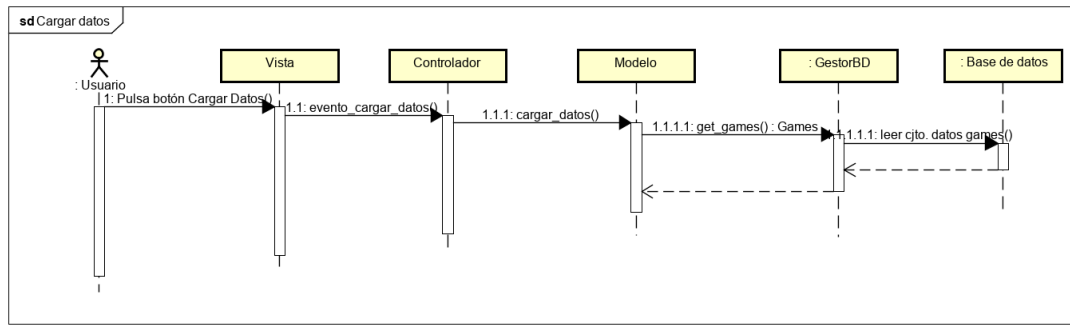 sd Cargar datos
: Usuario
Vista
Controlador
Modelo
: GestorBD
: Base de datos
1: Pulsa botón Cargar Datos()
1.1: evento_cargar_datos()
1.1.1: cargar_datos()
1.1.1.1: get_games() : Games
1.1.1.1.1: leer cjto. datos games()